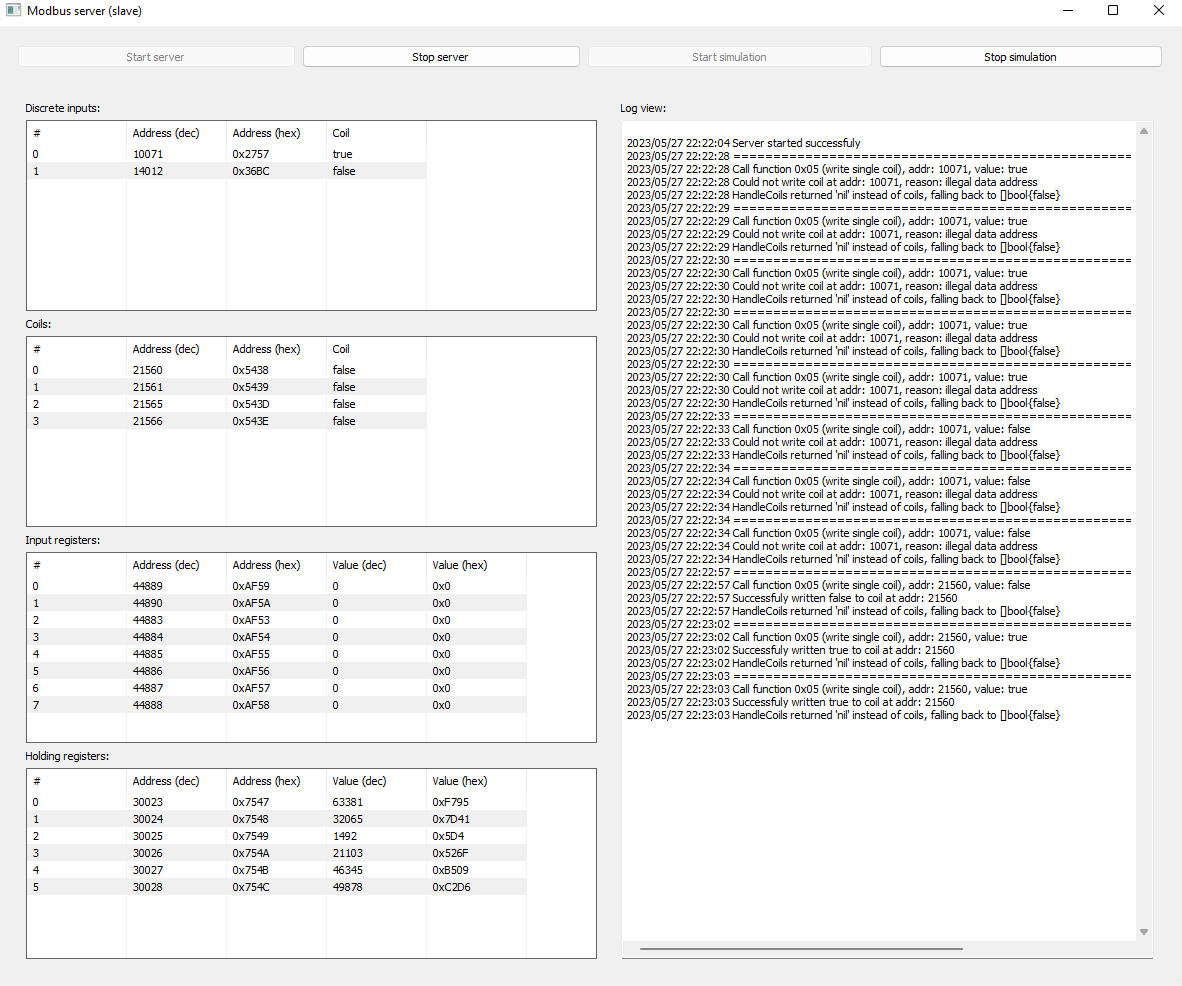 Modbus server (slave)
Start server
Stop server
Start simulation
Stop simulation
Discrete inputs:
# Address (dec) Address (hex) Coil
0 10071 0x2757 true
1 14012 0x36BC false
Coils:
# Address (dec) Address (hex) Coil
0 21560 0x5438 false
1 21561 0x5439 false
2 21565 0x543D false
3 21566 0x543E false
Input registers:
# Address (dec) Address (hex) Value (dec) Value (hex)
0 44889 0xAF59 0 0x0
1 44890 0xAF5A 0 0x0
2 44883 0xAF53 0 0x0
3 44884 0xAF54 0 0x0
4 44885 0xAF55 0 0x0
5 44886 0xAF56 0 0x0
6 44887 0xAF57 0 0x0
7 44888 0xAF58 0 0x0
Holding registers:
# Address (dec) Address (hex) Value (dec) Value (hex)
0 30023 0x7547 63381 0xF795
1 30024 0x7548 32065 0x7D41
2 30025 0x7549 1492 0x5D4
3 30026 0x754A 21103 0x526F
4 30027 0x754B 46345 0xB509
5 30028 0x754C 49878 0xC2D6
Log view:
2023/05/27 22:22:04 Server started successfuly
2023/05/27 22:22:28 ==================================================
2023/05/27 22:22:28 Call function 0x05 (write single coil), addr: 10071, value: true
2023/05/27 22:22:28 Could not write coil at addr: 10071, reason: illegal data address
2023/05/27 22:22:28 HandleCoils returned 'nil' instead of coils, falling back to []bool{false}
2023/05/27 22:22:29 ==================================================
2023/05/27 22:22:29 Call function 0x05 (write single coil), addr: 10071, value: true
2023/05/27 22:22:29 Could not write coil at addr: 10071, reason: illegal data address
2023/05/27 22:22:29 HandleCoils returned 'nil' instead of coils, falling back to []bool{false}
2023/05/27 22:22:30 ==================================================
2023/05/27 22:22:30 Call function 0x05 (write single coil), addr: 10071, value: true
2023/05/27 22:22:30 Could not write coil at addr: 10071, reason: illegal data address
2023/05/27 22:22:30 HandleCoils returned 'nil' instead of coils, falling back to []bool{false}
2023/05/27 22:22:30 ==================================================
2023/05/27 22:22:30 Call function 0x05 (write single coil), addr: 10071, value: true
2023/05/27 22:22:30 Could not write coil at addr: 10071, reason: illegal data address
2023/05/27 22:22:30 HandleCoils returned 'nil' instead of coils, falling back to []bool{false}
2023/05/27 22:22:30 ==================================================
2023/05/27 22:22:30 Call function 0x05 (write single coil), addr: 10071, value: true
2023/05/27 22:22:30 Could not write coil at addr: 10071, reason: illegal data address
2023/05/27 22:22:30 HandleCoils returned 'nil' instead of coils, falling back to []bool{false}
2023/05/27 22:22:33 ==================================================
2023/05/27 22:22:33 Call function 0x05 (write single coil), addr: 10071, value: false
2023/05/27 22:22:33 Could not write coil at addr: 10071, reason: illegal data address
2023/05/27 22:22:33 HandleCoils returned 'nil' instead of coils, falling back to []bool{false}
2023/05/27 22:22:34 ==================================================
2023/05/27 22:22:34 Call function 0x05 (write single coil), addr: 10071, value: false
2023/05/27 22:22:34 Could not write coil at addr: 10071, reason: illegal data address
2023/05/27 22:22:34 HandleCoils returned 'nil' instead of coils, falling back to []bool{false}
2023/05/27 22:22:34 ==================================================
2023/05/27 22:22:34 Call function 0x05 (write single coil), addr: 10071, value: false
2023/05/27 22:22:34 Could not write coil at addr: 10071, reason: illegal data address
2023/05/27 22:22:34 HandleCoils returned 'nil' instead of coils, falling back to []bool{false}
2023/05/27 22:22:57 ==================================================
2023/05/27 22:22:57 Call function 0x05 (write single coil), addr: 21560, value: false
2023/05/27 22:22:57 Successfuly written false to coil at addr: 21560
2023/05/27 22:22:57 HandleCoils returned 'nil' instead of coils, falling back to []bool{false}
2023/05/27 22:23:02 ==================================================
2023/05/27 22:23:02 Call function 0x05 (write single coil), addr: 21560, value: true
2023/05/27 22:23:02 Successfuly written true to coil at addr: 21560
2023/05/27 22:23:02 HandleCoils returned 'nil' instead of coils, falling back to []bool{false}
2023/05/27 22:23:03 ==================================================
2023/05/27 22:23:03 Call function 0x05 (write single coil), addr: 21560, value: true
2023/05/27 22:23:03 Successfuly written true to coil at addr: 21560
2023/05/27 22:23:03 HandleCoils returned 'nil' instead of coils, falling back to []bool{false}